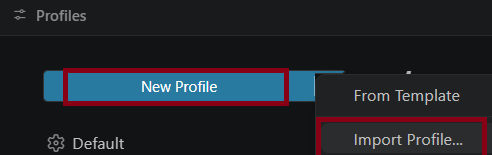 Profiles
New Profile
From Template
Import Profile...
Default